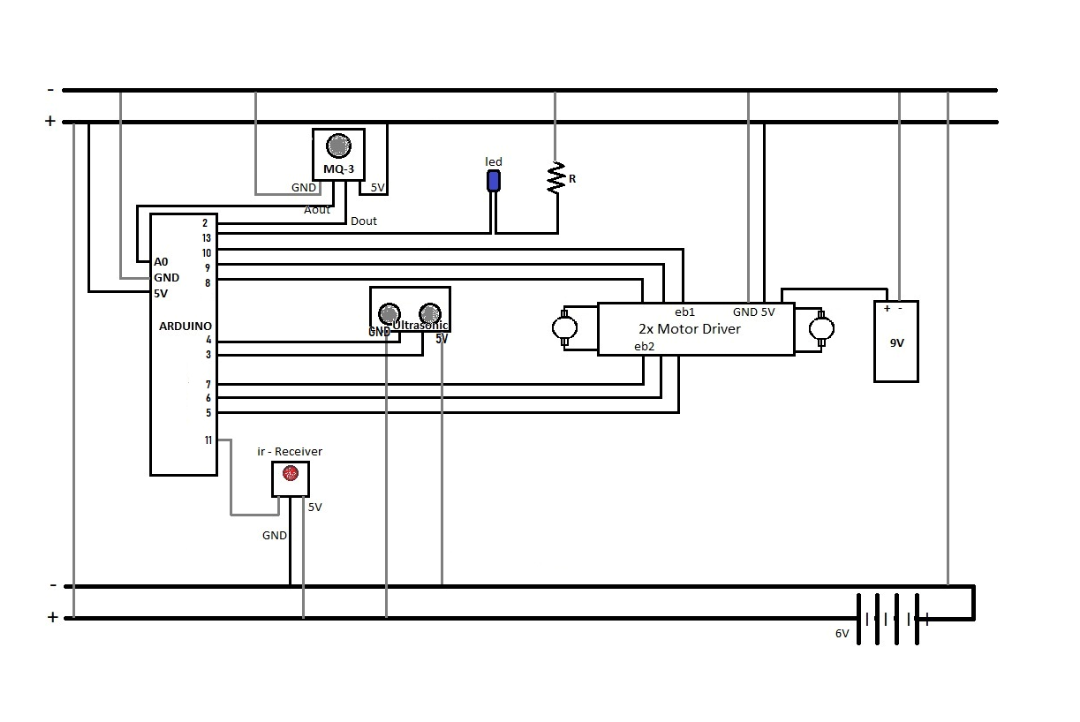 -
+
MQ-3
GND
5V
Aout
Dout
led
R
2
13
10
9
8
A0
GND
5V
ARDUINO
4
3
7
6
5
11
Ultrasonic
GND
5V
eb1
GND 5V
2x Motor Driver
eb2
+ -
9V
ir - Receiver
5V
GND
-
+
6V
+